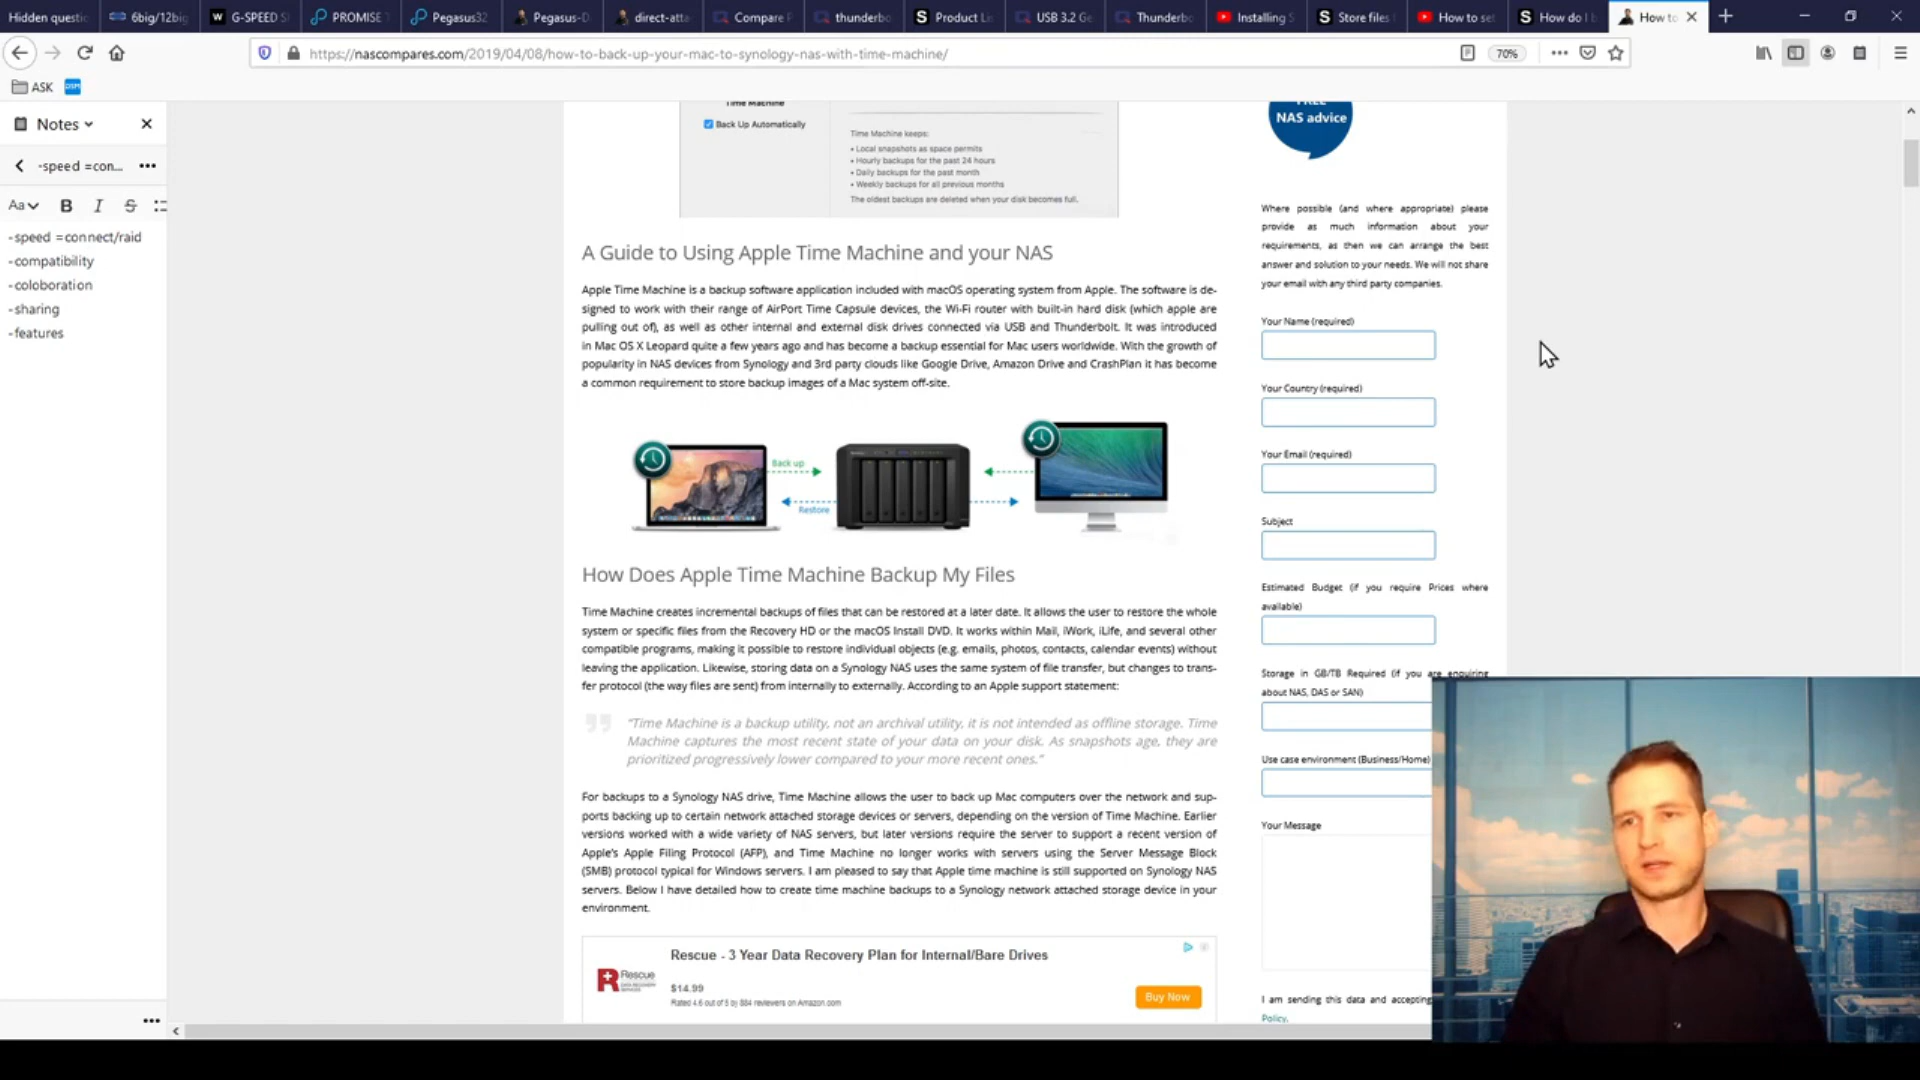 Hidden questio
6big/12big
G-SPEED S
PROMISE
Pegasus32
Pegasus-D
direct-atta
Compare P
thunderbo
Product Li
USB 3.2 Ge
Thunderbo
Installing S
Store files
How to se
How do I b
How to
https://nascompares.com/2019/04/08/how-to-back-up-your-mac-to-synology-nas-with-time-machine/
70%
ASK
DSM
Notes
-speed =con...
Aa B I S
-speed =connect/raid
-compatibility
-coloboration
-sharing
-features
Time Machine
Back Up Automatically
Time Machine keeps:
• Local snapshots as space permits
• Hourly backups for the past 24 hours
• Daily backups for the past month
• Weekly backups for all previous months
The oldest backups are deleted when your disk becomes full.
A Guide to Using Apple Time Machine and your NAS
Apple Time Machine is a backup software application included with macOS operating system from Apple. The software is de-
signed to work with their range of AirPort Time Capsule devices, the Wi-Fi router with built-in hard disk (which apple are
pulling out of), as well as other internal and external disk drives connected via USB and Thunderbolt. It was introduced
in Mac OS X Leopard quite a few years ago and has become a backup essential for Mac users worldwide. With the growth of
popularity in NAS devices from Synology and 3rd party clouds like Google Drive, Amazon Drive and CrashPlan it has become
a common requirement to store backup images of a Mac system off-site.
Back up
Restore
How Does Apple Time Machine Backup My Files
Time Machine creates incremental backups of files that can be restored at a later date. It allows the user to restore the whole
system or specific files from the Recovery HD or the macOS Install DVD. It works within Mail, iWork, iLife, and several other
compatible programs, making it possible to restore individual objects (e.g. emails, photos, contacts, calendar events) without
leaving the application. Likewise, storing data on a Synology NAS uses the same system of file transfer, but changes to trans-
fer protocol (the way files are sent) from internally to externally. According to an Apple support statement:
"Time Machine is a backup utility, not an archival utility, it is not intended as offline storage. Time
Machine captures the most recent state of your data on your disk. As snapshots age, they are
prioritized progressively lower compared to your more recent ones."
For backups to a Synology NAS drive, Time Machine allows the user to back up Mac computers over the network and sup-
ports backing up to certain network attached storage devices or servers, depending on the version of Time Machine. Earlier
versions worked with a wide variety of NAS servers, but later versions require the server to support a recent version of
Apple's Apple Filing Protocol (AFP), and Time Machine no longer works with servers using the Server Message Block
(SMB) protocol typical for Windows servers. I am pleased to say that Apple time machine is still supported on Synology NAS
servers. Below I have detailed how to create time machine backups to a Synology network attached storage device in your
environment.
Rescue - 3 Year Data Recovery Plan for Internal/Bare Drives
Rescue
$14.99
Rated 4.6 out of 5 by 884 reviewers on Amazon.com
Buy Now
FREE
NAS advice
Where possible (and where appropriate) please
provide as much information about your
requirements, as then we can arrange the best
answer and solution to your needs. We will not share
your email with any third party companies.
Your Name (required)
Your Country (required)
Your Email (required)
Subject
Estimated Budget (if you require Prices where
available)
Storage in GB/TB Required (if you are enquiring
about NAS, DAS or SAN)
Use case environment (Business/Home)
Your Message
I am sending this data and accepting
Policy.